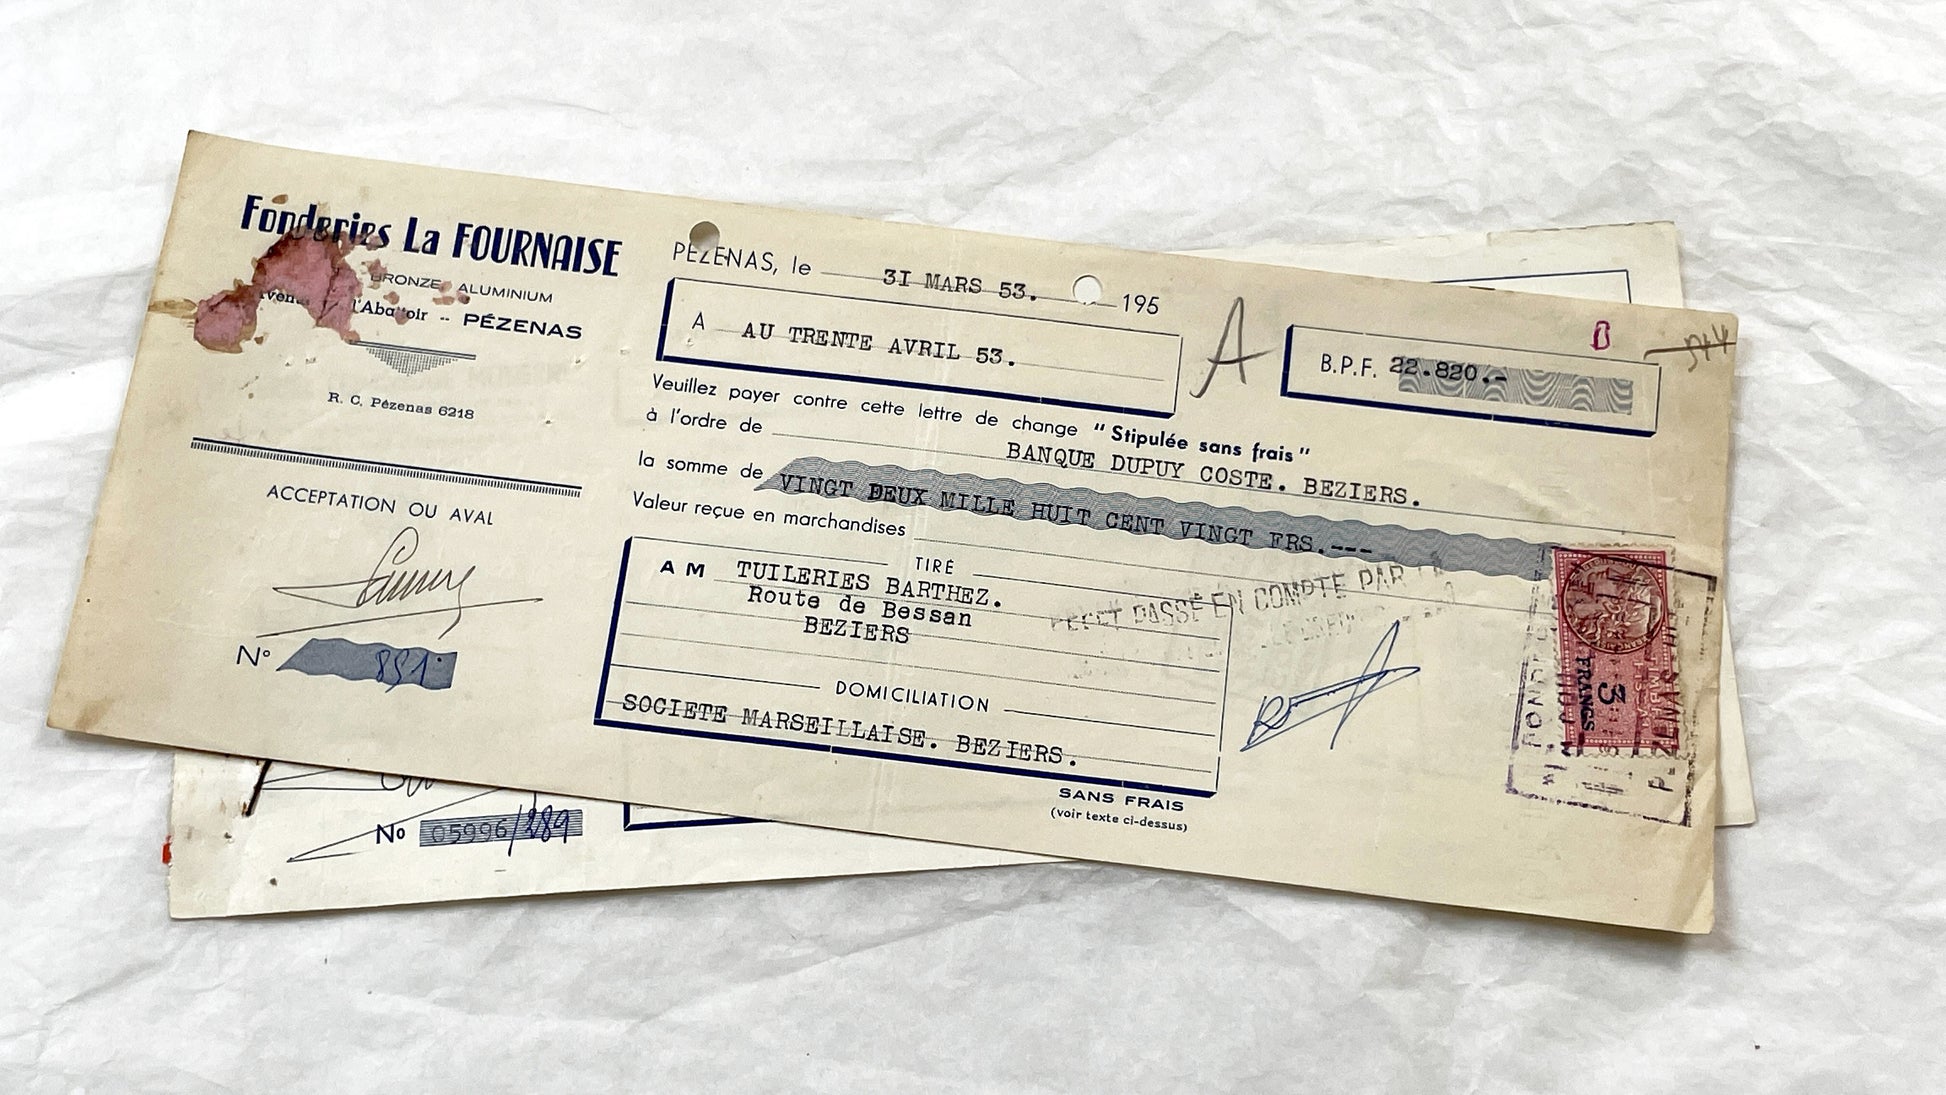 Fonderies La FOURNAISE
BRONZE ALUMINIUM
l'Abattoir -- PÉZENAS
R. C. Pézenas 6218
ACCEPTATION OU AVAL
N° 851
PÉZENAS, le 31 MARS 53. 195
A AU TRENTE AVRIL 53.
A
B.P.F. 22.820.-
Veuillez payer contre cette lettre de change "Stipulée sans frais"
à l'ordre de BANQUE DUPUY COSTE. BEZIERS.
la somme de VINGT DEUX MILLE HUIT CENT VINGT FRS.---
Valeur reçue en marchandises
TIRÉ
A M TUILERIES BARTHEZ.
Route de Bessan
BEZIERS
DOMICILIATION
SOCIETE MARSEILLAISE. BEZIERS.
SANS FRAIS
(voir texte ci-dessus)
PASSÉ EN COMPTE PAR
3
FRANCS
No 05996/289